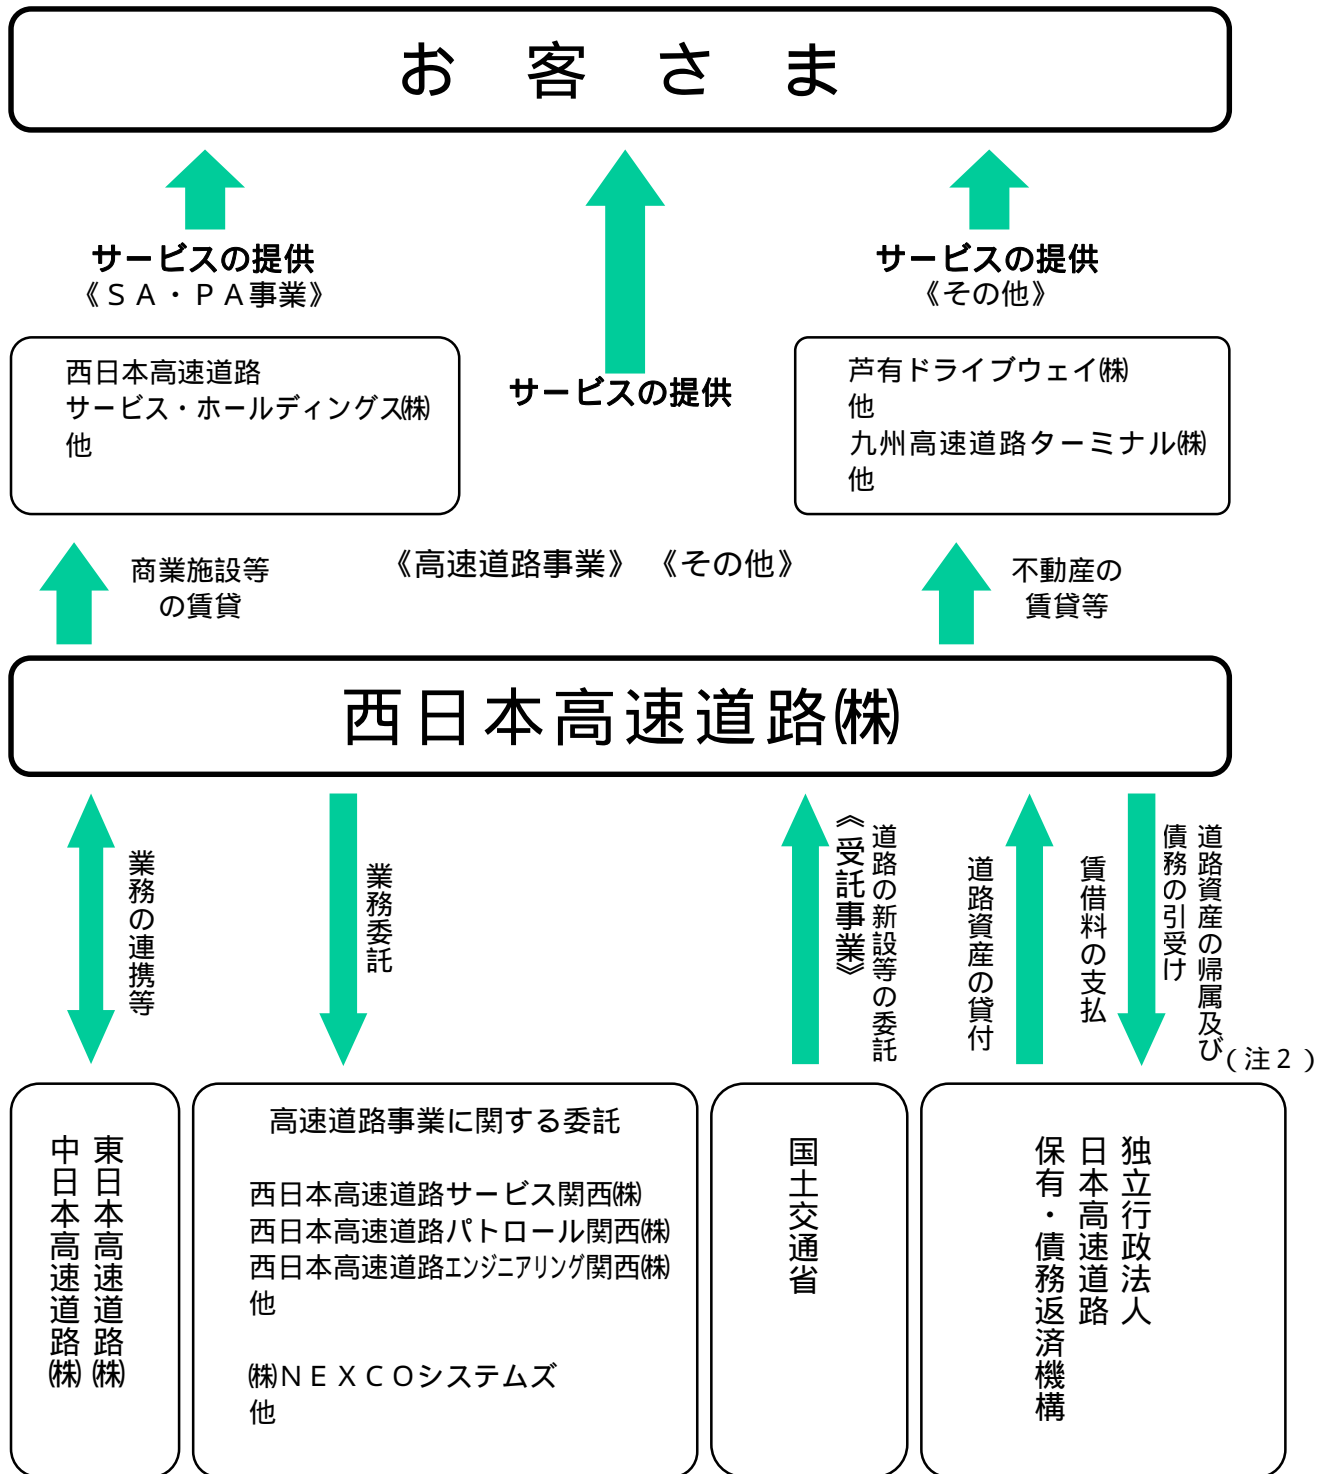 お客さま
サービスの提供
《ＳＡ・ＰＡ事業》
サービスの提供
サービスの提供
《その他》
西日本高速道路
サービス・ホールディングス㈱
他
芦有ドライブウェイ㈱
他
九州高速道路ターミナル㈱
他
商業施設等
の賃貸
《高速道路事業》《その他》
不動産の
賃貸等
西日本高速道路㈱
業務の連携等
業務委託
道路の新設等の委託
《受託事業》
道路資産の貸付
賃借料の支払
道路資産の帰属及び
債務の引受け
（注２）
東日本高速道路㈱
中日本高速道路㈱
高速道路事業に関する委託
西日本高速道路サービス関西㈱
西日本高速道路パトロール関西㈱
西日本高速道路ｴﾝｼﾞﾆｱﾘﾝｸﾞ関西㈱
他
㈱ＮＥＸＣＯシステムズ
他
国土交通省
独立行政法人
日本高速道路
保有・債務返済機構